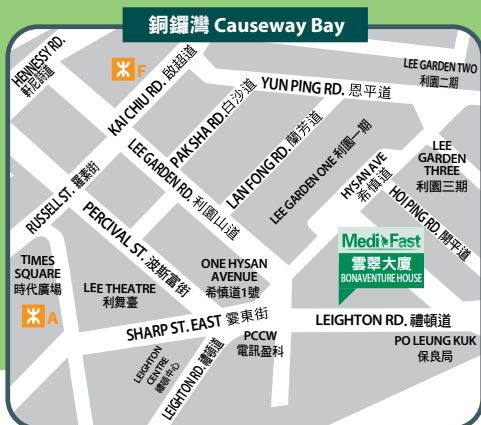 銅鑼灣 Causeway Bay
HENNESSY RD.
軒尼詩道
F
KAI CHIU RD. 啟超道
PAK SHA RD. 白沙道
YUN PING RD. 恩平道
LEE GARDEN TWO
利園二期
LEE GARDEN RD. 利園山道
LAN FONG RD. 蘭芳道
LEE GARDEN ONE 利園一期
HYSAN AVE
希慎道
LEE
GARDEN
THREE
利園三期
RUSSELL ST. 羅素街
PERCIVAL ST. 波斯富街
HOI PING RD. 開平道
TIMES
SQUARE
時代廣場
A
LEE THEATRE
利舞臺
ONE HYSAN
AVENUE
希慎道1號
Medi Fast
雲翠大廈
BONAVENTURE HOUSE
SHARP ST. EAST 霎東街
LEIGHTON RD. 禮頓道
LEIGHTON
CENTRE
禮頓中心
LEIGHTON RD. 禮頓道
PCCW
電訊盈科
PO LEUNG KUK
保良局